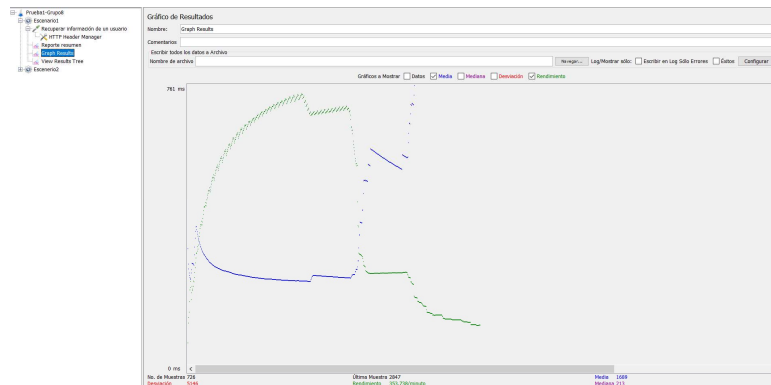 Prueba1-Grupo8
Escenario1
Recuperar información de un usuario
HTTP Header Manager
Reporte resumen
Graph Results
View Results Tree
Escenerio2
Gráfico de Resultados
Nombre: Graph Results
Comentarios
Escribir todos los datos a Archivo
Nombre de archivo Navegar... Log/Mostrar sólo: Escribir en Log Sólo Errores Éxitos Configurar
Gráficos a Mostrar Datos Media Mediana Desviación Rendimiento
761 ms
0 ms
No. de Muestras 726 Última Muestra 2847 Media 1689
Desviación 5146 Rendimiento 353.738/minuto Mediana 213